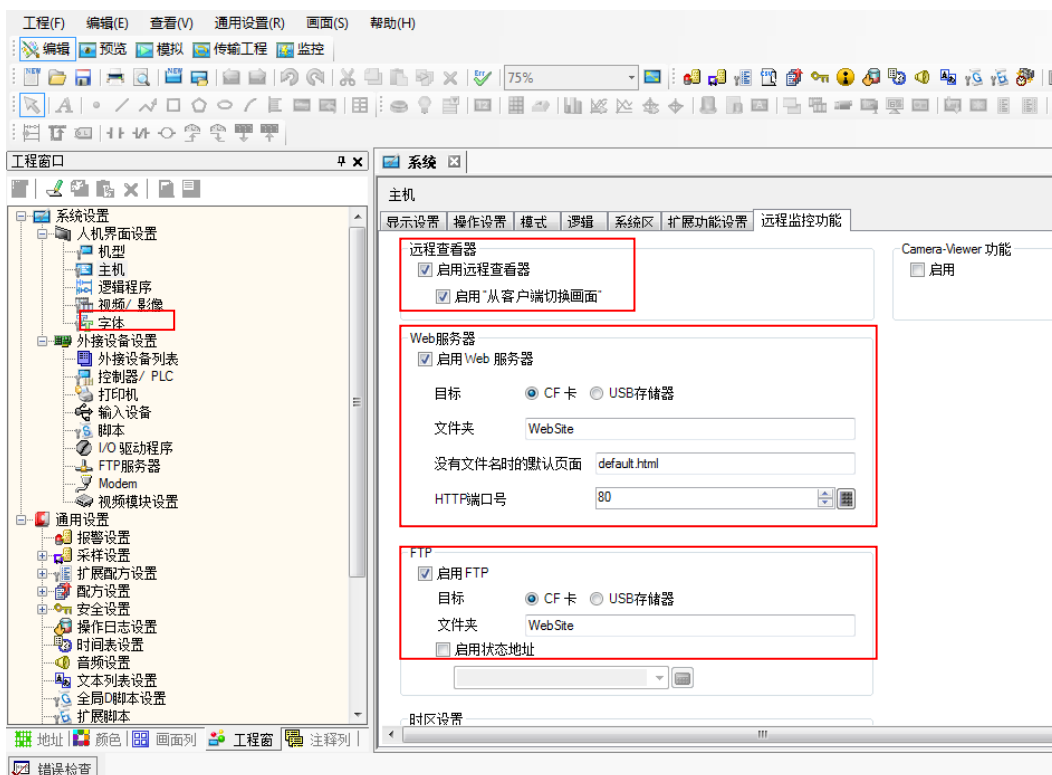 工程(F) 编辑(E) 查看(V) 通用设置(R) 画面(S) 帮助(H)
编辑 预览 模拟 传输工程 监控
75%
工程窗口
系统
主机
系统设置
人机界面设置
机型
主机
逻辑程序
视频/ 影像
字体
外接设备设置
外接设备列表
控制器/ PLC
打印机
输入设备
脚本
I/O 驱动程序
FTP服务器
Modem
视频模块设置
通用设置
报警设置
采样设置
扩展配方设置
配方设置
安全设置
操作日志设置
时间表设置
音频设置
文本列表设置
全局D脚本设置
扩展脚本
地址 颜色 画面列 工程窗 注释列
错误检查
显示设置 操作设置 模式 逻辑 系统区 扩展功能设置 远程监控功能
远程查看器
启用远程查看器
启用"从客户端切换画面"
Camera-Viewer 功能
启用
Web服务器
启用 Web 服务器
目标 CF 卡 USB存储器
文件夹 WebSite
没有文件名时的默认页面 default.html
HTTP端口号 80
FTP
启用 FTP
目标 CF 卡 USB存储器
文件夹 WebSite
启用状态地址
时区设置